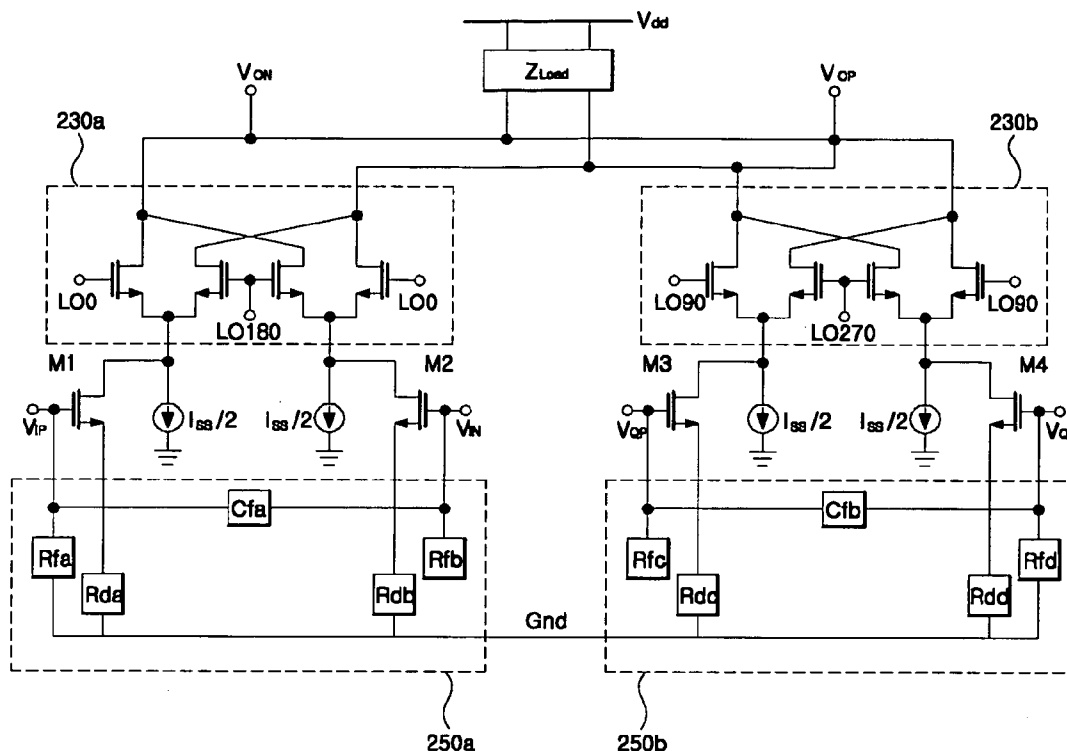 Vdd
VON
ZLoad
VOP
230a
230b
LO0
LO180
LO0
LO90
LO270
LO90
M1
M2
M3
M4
VIP
ISS/2
ISS/2
VIN
VQP
ISS/2
ISS/2
VQ
Cfa
Cfb
Rfa
Rfb
Rfc
Rfd
Rda
Rdb
Rdc
Rdd
Gnd
250a
250b